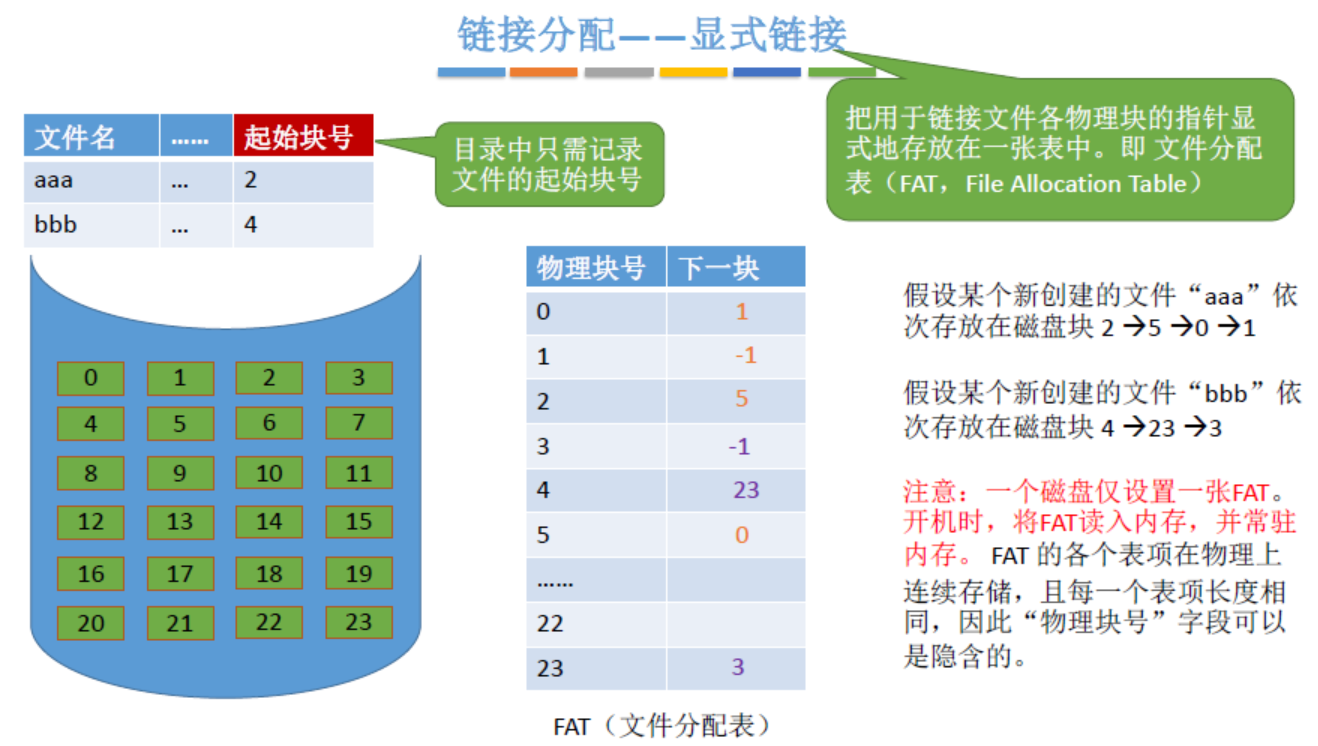 链接分配——显式链接
把用于链接文件各物理块的指针显
式地存放在一张表中。即 文件分配
表（FAT，File Allocation Table）
文件名 …… 起始块号
aaa … 2
bbb … 4
目录中只需记录
文件的起始块号
0 1 2 3
4 5 6 7
8 9 10 11
12 13 14 15
16 17 18 19
20 21 22 23
物理块号 下一块
0 1
1 -1
2 5
3 -1
4 23
5 0
……
22
23 3
FAT（文件分配表）
假设某个新创建的文件“aaa”依
次存放在磁盘块 2 →5 →0 →1
假设某个新创建的文件“bbb”依
次存放在磁盘块 4 →23 →3
注意：一个磁盘仅设置一张FAT。
开机时，将FAT读入内存，并常驻
内存。 FAT 的各个表项在物理上
连续存储，且每一个表项长度相
同，因此“物理块号”字段可以
是隐含的。